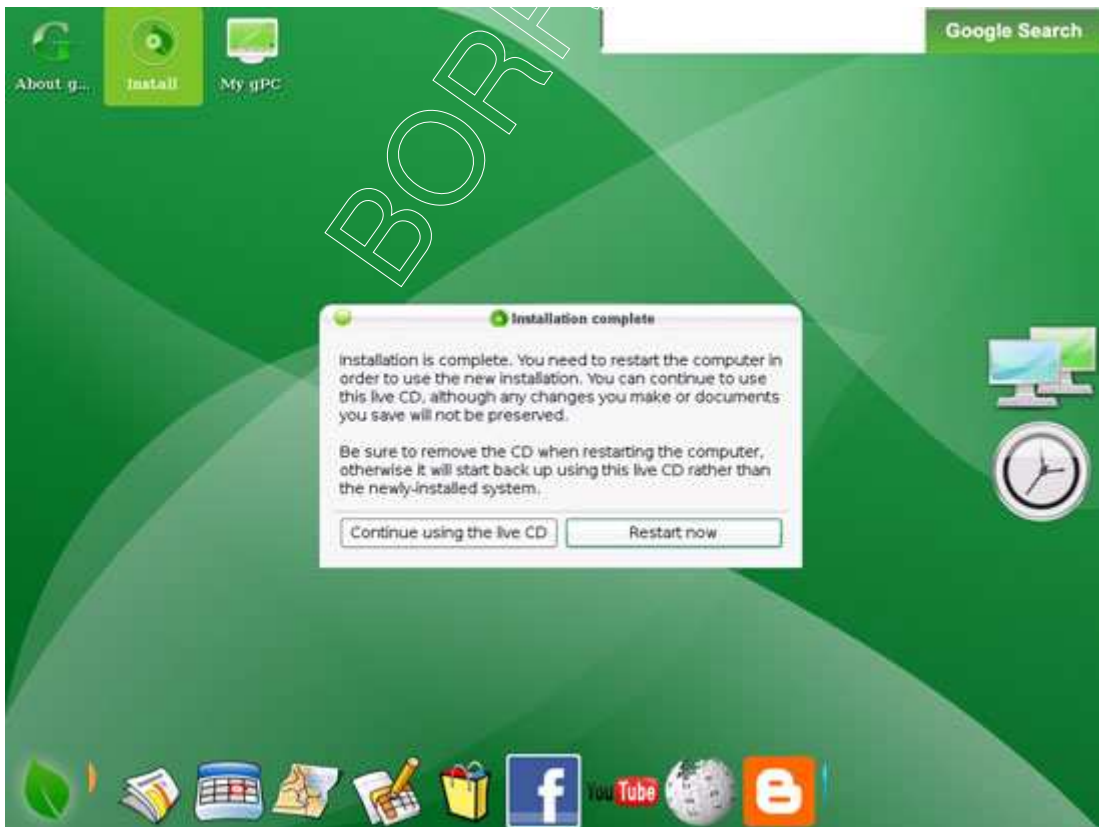 Google Search
About g...
Install
My gPC
BOR
Installation complete
Installation is complete. You need to restart the computer in
order to use the new installation. You can continue to use
this live CD, although any changes you make or documents
you save will not be preserved.
Be sure to remove the CD when restarting the computer,
otherwise it will start back up using this live CD rather than
the newly-installed system.
Continue using the live CD
Restart now
You Tube